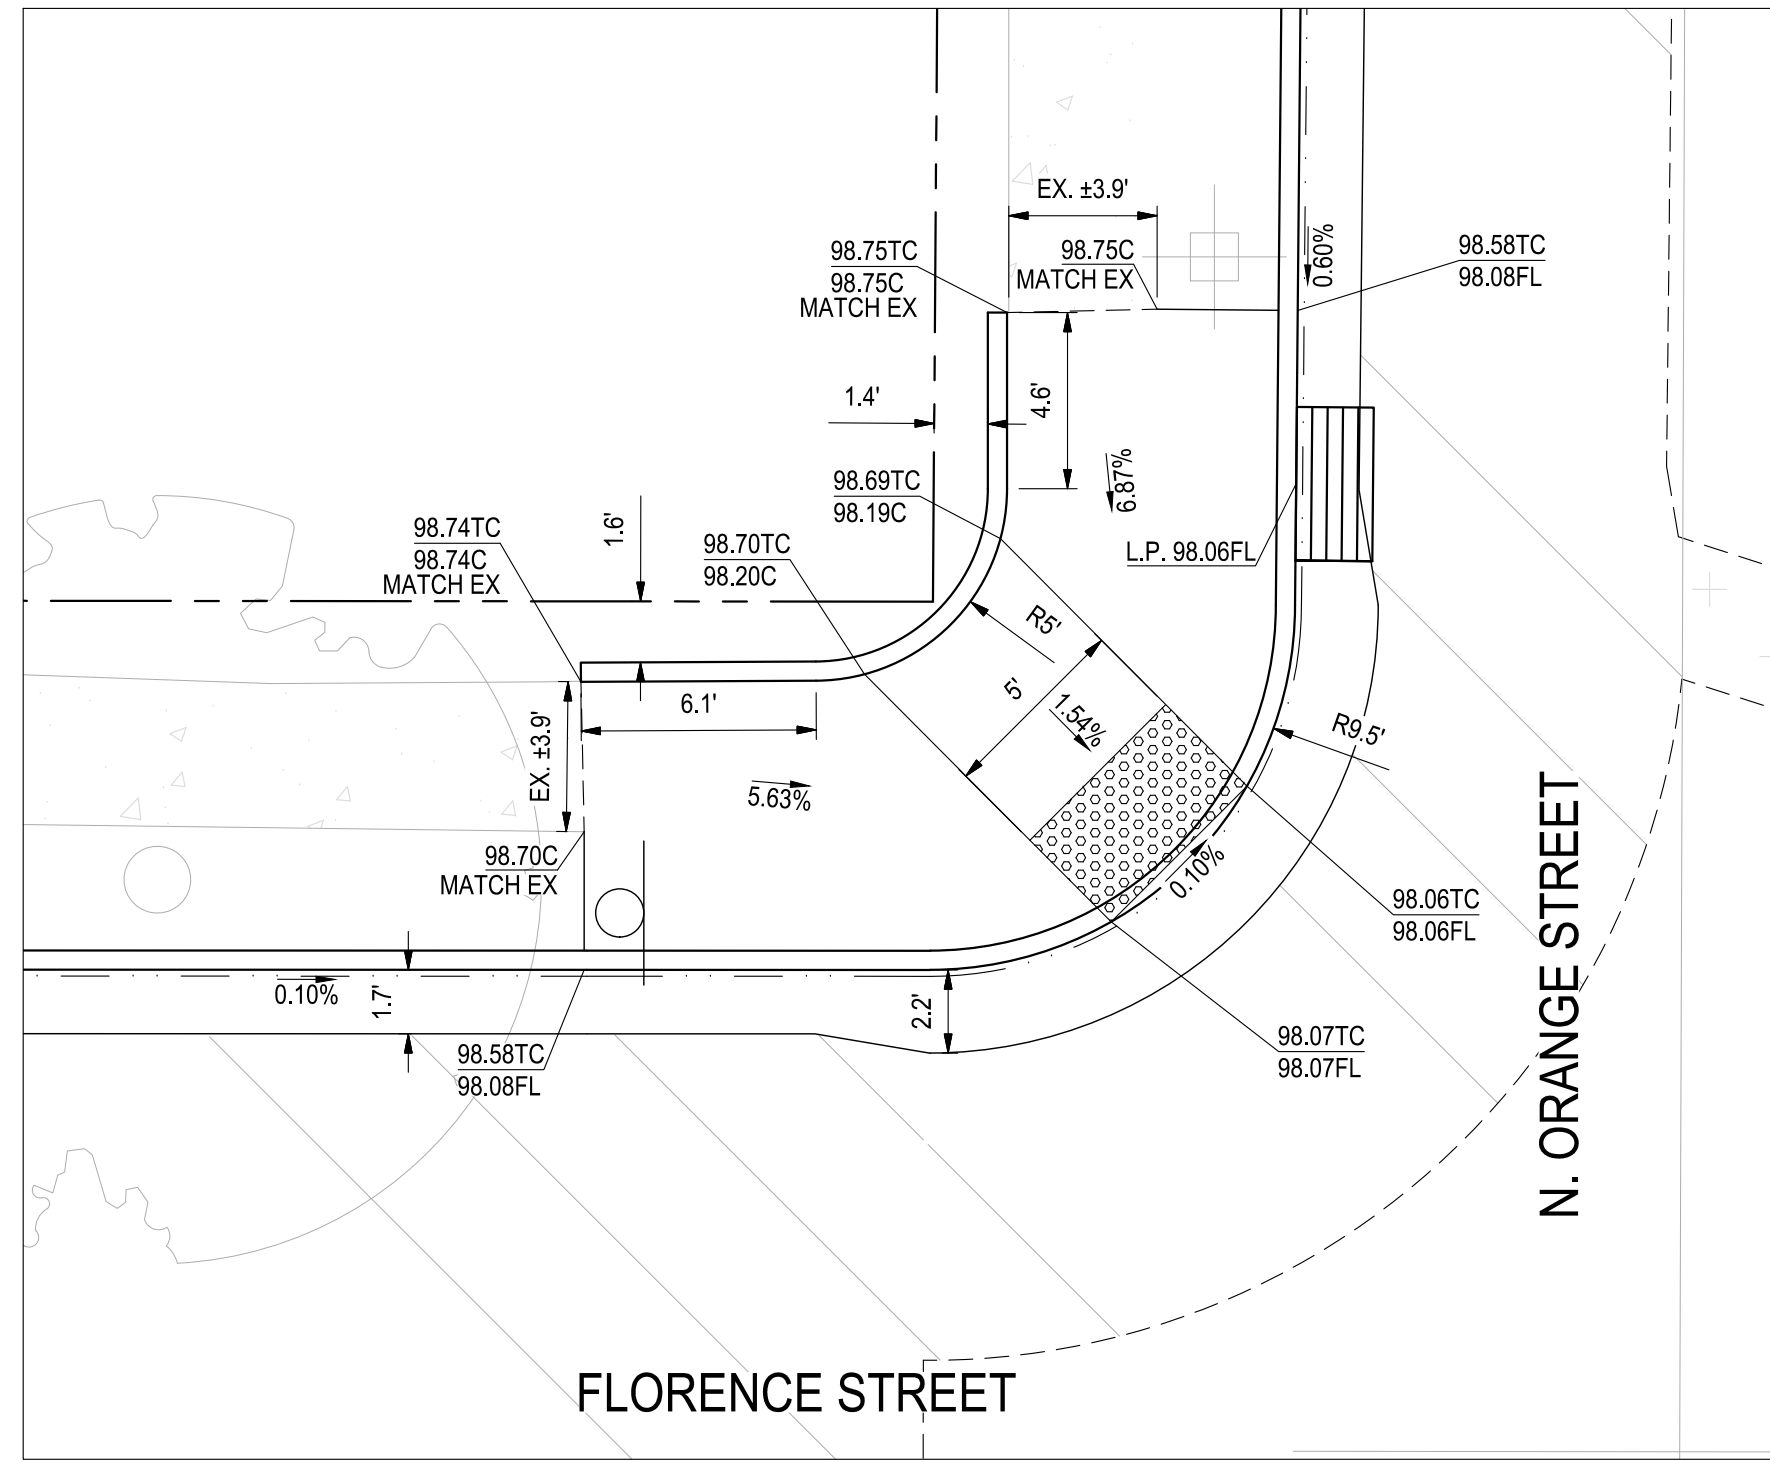 EX. ±3.9'
98.75TC
98.75C
MATCH EX
98.75C
MATCH EX
0.60%
98.58TC
98.08FL
1.4'
4.6'
6.87%
98.69TC
98.19C
98.74TC
98.74C
MATCH EX
1.6'
98.70TC
98.20C
L.P. 98.06FL
R5'
5'
1.54%
6.1'
EX. ±3.9'
5.63%
R9.5'
98.70C
MATCH EX
0.10%
98.06TC
98.06FL
0.10%
1.7'
2.2'
98.58TC
98.08FL
98.07TC
98.07FL
N. ORANGE STREET
FLORENCE STREET